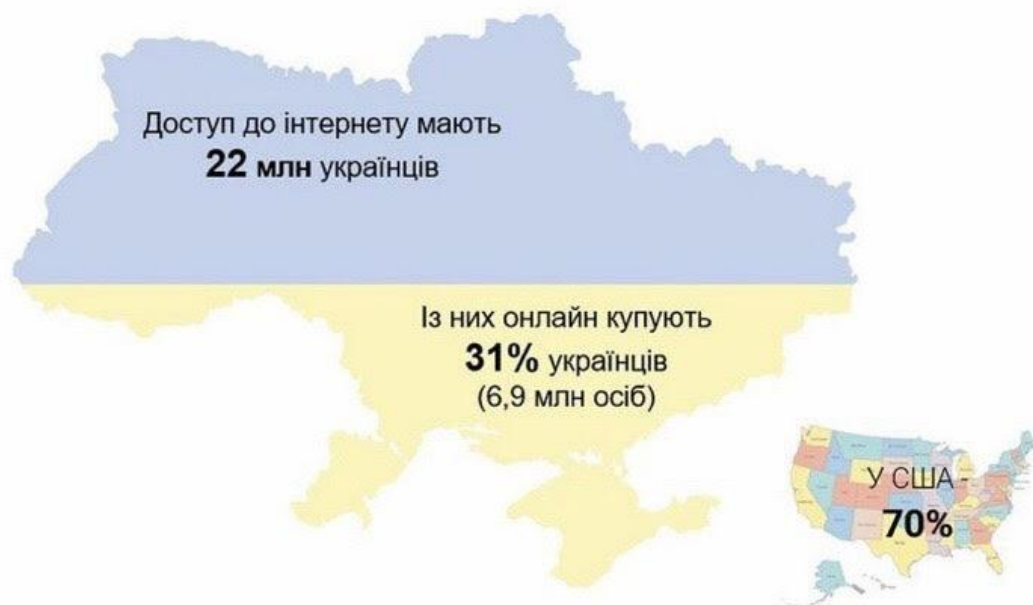 Доступ до інтернету мають
22 млн українців
Із них онлайн купують
31% українців
(6,9 млн осіб)
У США -
70%